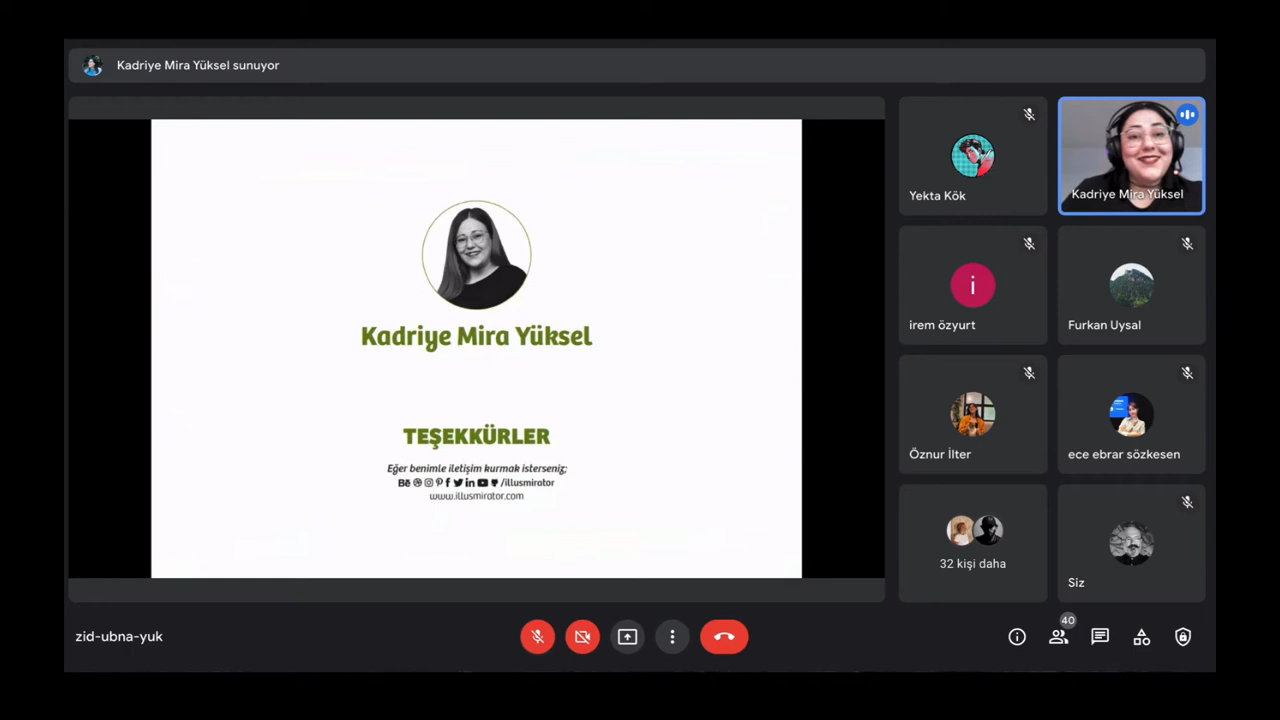 Kadriye Mira Yüksel sunuyor
Kadriye Mira Yüksel
TEŞEKKÜRLER
Eğer benimle iletişim kurmak isterseniz;
/illusmirator
www.illusmirator.com
Yekta Kök
Kadriye Mira Yüksel
irem özyurt
i
Furkan Uysal
Öznur İlter
ece ebrar sözkesen
32 kişi daha
Siz
zid-ubna-yuk
40